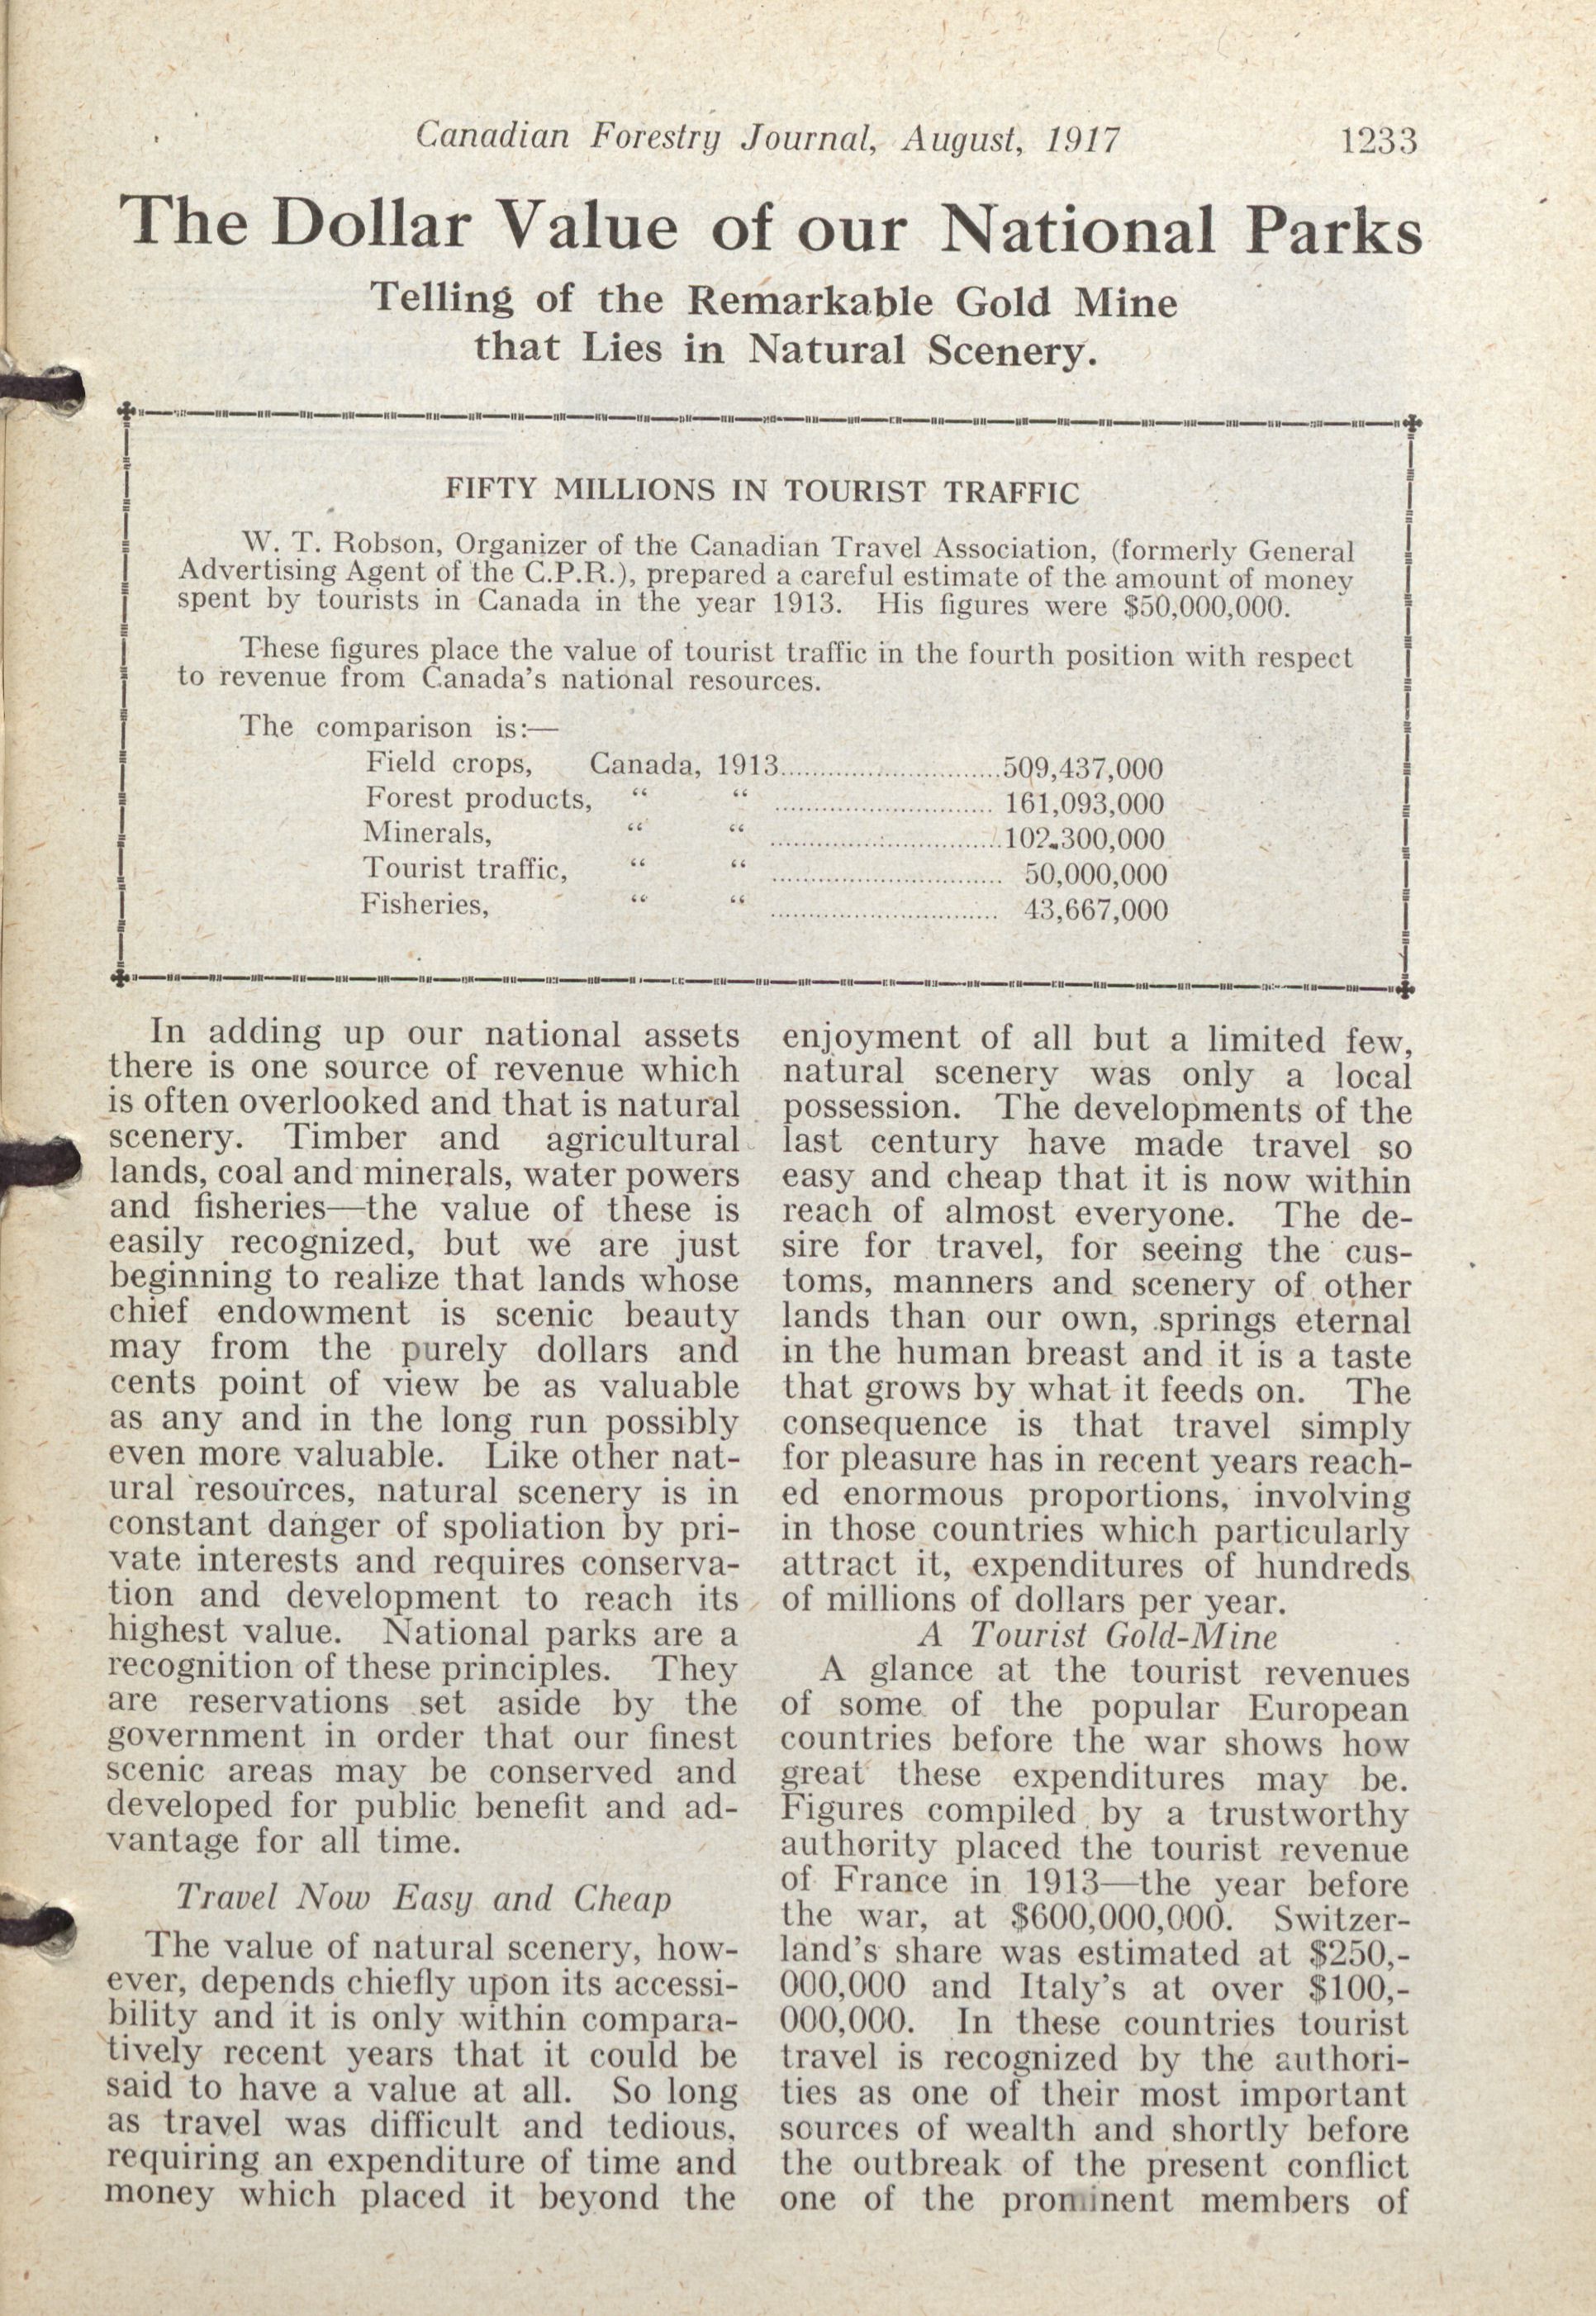 Canadian Forestry Journal, August, 1917 1233
The Dollar Value of our National Parks
Telling of the Remarkable Gold Mine
that Lies in Natural Scenery.
FIFTY MILLIONS IN TOURIST TRAFFIC
W. T. Robson, Organizer of the Canadian Travel Association, (formerly General
Advertising Agent of the C.P.R.), prepared a careful estimate of the amount of money
spent by tourists in Canada in the year 1913. His figures were $50,000,000.
These figures place the value of tourist traffic in the fourth position with respect
to revenue from Canada's national resources.
The comparison is:—
Field crops, Canada, 1913............................509,437,000
Forest products, “ “ ............................ 161,093,000
Minerals, “ “ ............................102,300,000
Tourist traffic, “ “ ............................ 50,000,000
Fisheries, “ “ ............................ 43,667,000
In adding up our national assets
there is one source of revenue which
is often overlooked and that is natural
scenery. Timber and agricultural
lands, coal and minerals, water powers
and fisheries—the value of these is
easily recognized, but we are just
beginning to realize that lands whose
chief endowment is scenic beauty
may from the purely dollars and
cents point of view be as valuable
as any and in the long run possibly
even more valuable. Like other nat-
ural resources, natural scenery is in
constant danger of spoliation by pri-
vate interests and requires conserva-
tion and development to reach its
highest value. National parks are a
recognition of these principles. They
are reservations set aside by the
government in order that our finest
scenic areas may be conserved and
developed for public benefit and ad-
vantage for all time.
Travel Now Easy and Cheap
The value of natural scenery, how-
ever, depends chiefly upon its accessi-
bility and it is only within compara-
tively recent years that it could be
said to have a value at all. So long
as travel was difficult and tedious,
requiring an expenditure of time and
money which placed it beyond the
enjoyment of all but a limited few,
natural scenery was only a local
possession. The developments of the
last century have made travel so
easy and cheap that it is now within
reach of almost everyone. The de-
sire for travel, for seeing the cus-
toms, manners and scenery of other
lands than our own, springs eternal
in the human breast and it is a taste
that grows by what it feeds on. The
consequence is that travel simply
for pleasure has in recent years reach-
ed enormous proportions, involving
in those countries which particularly
attract it, expenditures of hundreds
of millions of dollars per year.
A Tourist Gold-Mine
A glance at the tourist revenues
of some of the popular European
countries before the war shows how
great these expenditures may be.
Figures compiled by a trustworthy
authority placed the tourist revenue
of France in 1913—the year before
the war, at $600,000,000. Switzer-
land's share was estimated at $250,-
000,000 and Italy's at over $100,-
000,000. In these countries tourist
travel is recognized by the authori-
ties as one of their most important
sources of wealth and shortly before
the outbreak of the present conflict
one of the prominent members of